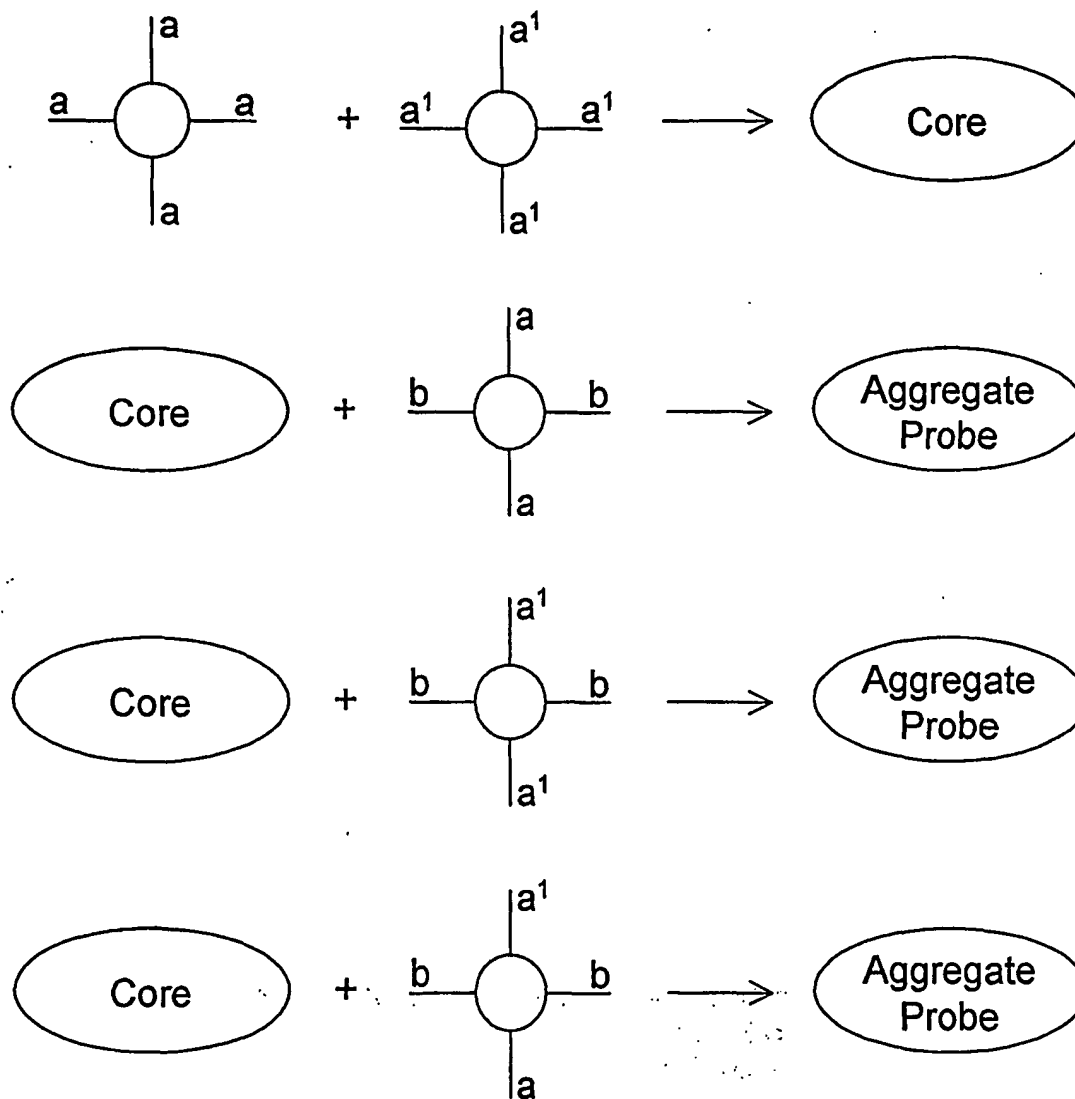 a a¹
a a + a¹ a¹ Core
a a¹
a
Core + b b Aggregate
Probe
a
a¹
Core + b b Aggregate
Probe
a¹
a¹
Core + b b Aggregate
Probe
a